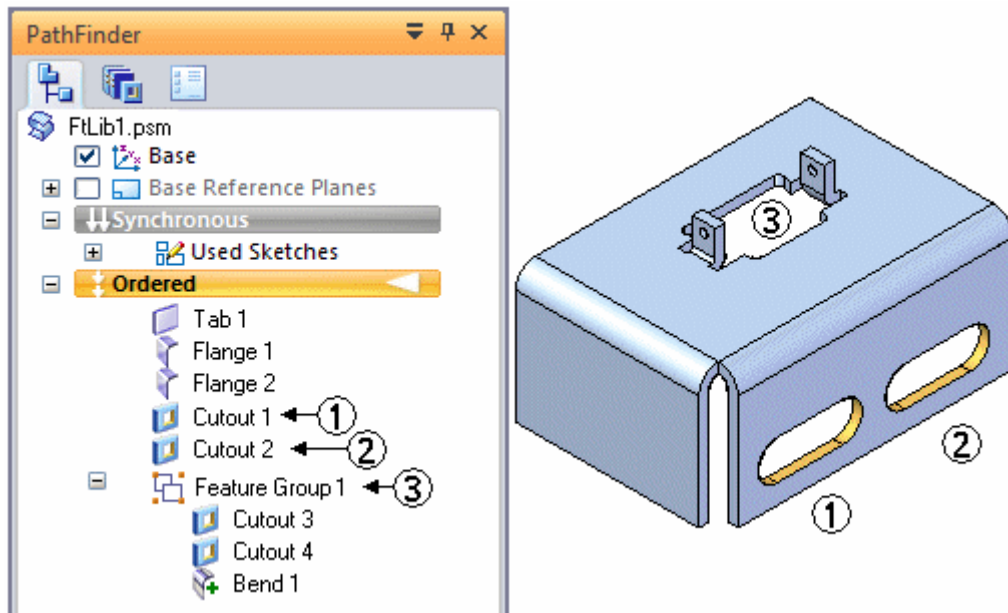 PathFinder
FtLib1.psm
Base
Base Reference Planes
Synchronous
Used Sketches
Ordered
Tab 1
Flange 1
Flange 2
Cutout 1 1
Cutout 2 2
Feature Group 1 3
Cutout 3
Cutout 4
Bend 1
3
2
1